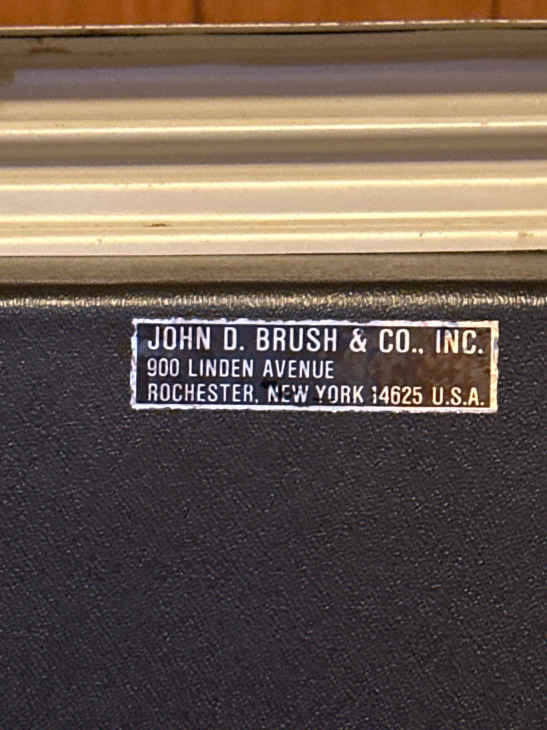 JOHN D. BRUSH & CO., INC.
900 LINDEN AVENUE
ROCHESTER, NEW YORK 14625 U.S.A.